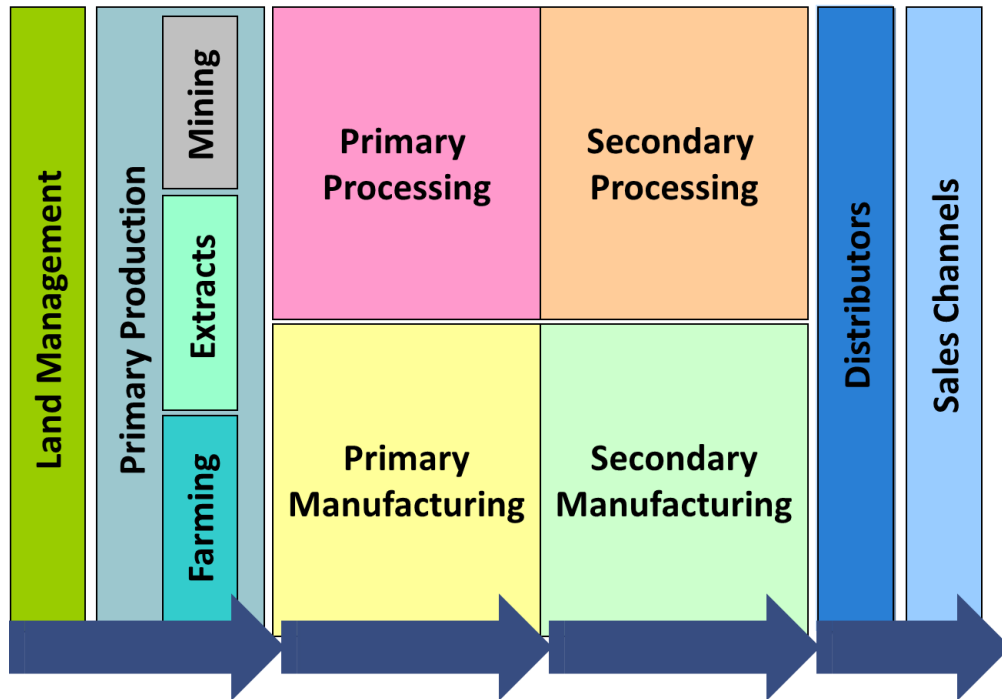 Land Management
Primary Production
Mining
Extracts
Farming
Primary
Processing
Secondary
Processing
Primary
Manufacturing
Secondary
Manufacturing
Distributors
Sales Channels